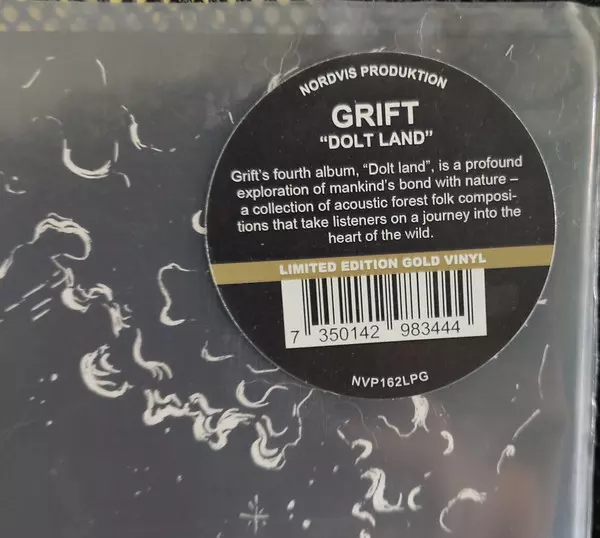 NORDVIS PRODUKTION
GRIFT
“DOLT LAND”
Grift's fourth album, “Dolt land”, is a profound
exploration of mankind's bond with nature –
a collection of acoustic forest folk composi-
tions that take listeners on a journey into the
heart of the wild.
LIMITED EDITION GOLD VINYL
7 350142 983444
NVP162LPG